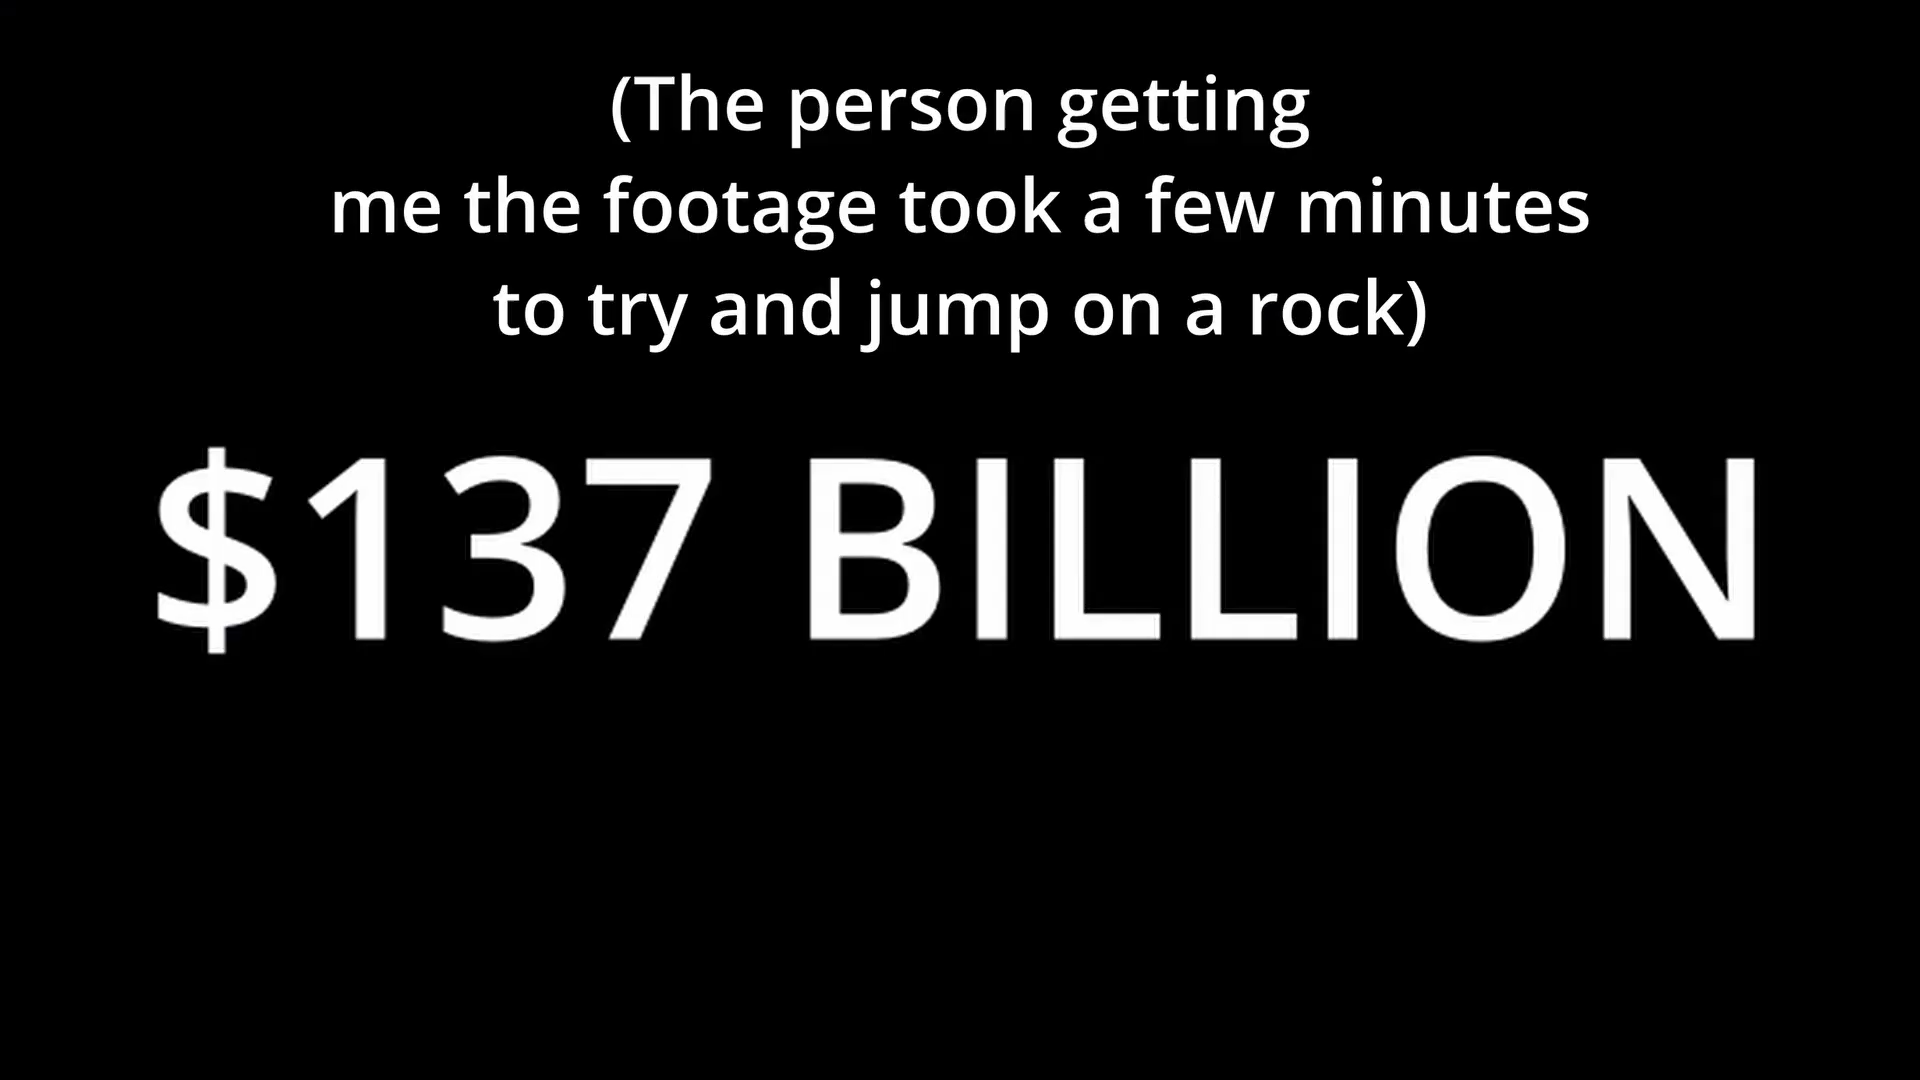 (The person getting
me the footage took a few minutes
to try and jump on a rock)
$137 BILLION